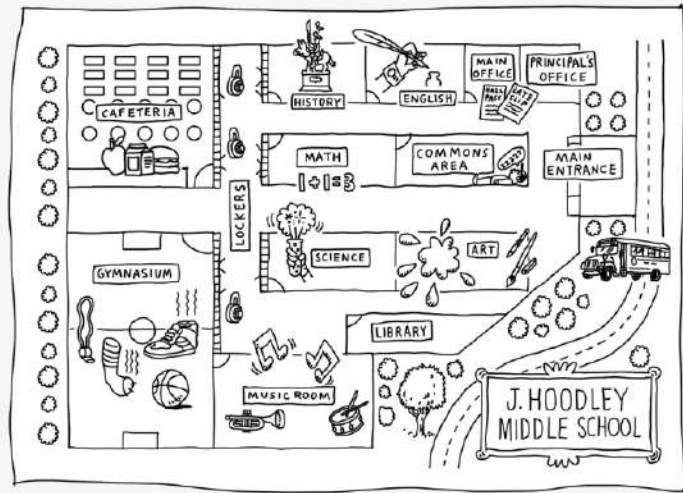 HISTORY
ENGLISH
MAIN
OFFICE
PRINCIPAL'S
OFFICE
HALL
PASS
LATE
SLIP
CAFETERIA
MATH
1+1=3
COMMONS
AREA
MAIN
ENTRANCE
LOCKERS
SCIENCE
ART
GYMNASIUM
LIBRARY
MUSIC ROOM
J. HOODLEY
MIDDLE SCHOOL